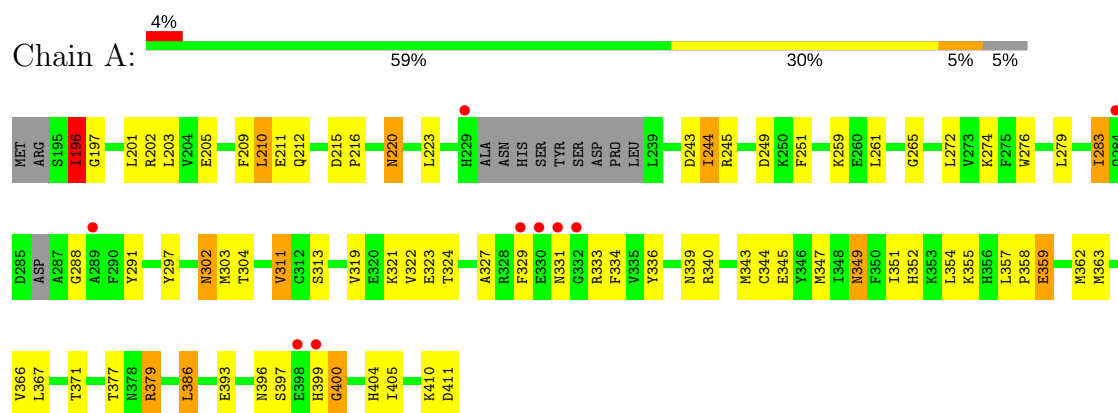 4%
Chain A:
59% 30% 5% 5%
MET ARG S195 I196 G197 L201 R202 L203 V204 E205 F209 L210 E211 Q212 D215 P216 N220 L223 H229 ALA ASN HIS SER TYR SER ASP PRO LEU L239 D243 I244 R245 D249 K250 F251 K259 E260 L261 G265 L272 V273 K274 F275 W276 L279 I283
D285 ASP A287 G288 A289 F290 Y291 Y297 N302 M303 T304 V311 C312 S313 V319 E320 K321 V322 E323 T324 A327 R328 F329 E330 N331 G332 R333 F334 V335 Y336 N339 R340 M343 C344 E345 Y346 M347 I348 N349 F350 I351 H352 K353 L354 K355 H356 L357 P358 E359 M362 M363
V366 L367 T371 T377 N378 R379 L386 E393 N396 S397 E398 H399 G400 H404 I405 K410 D411